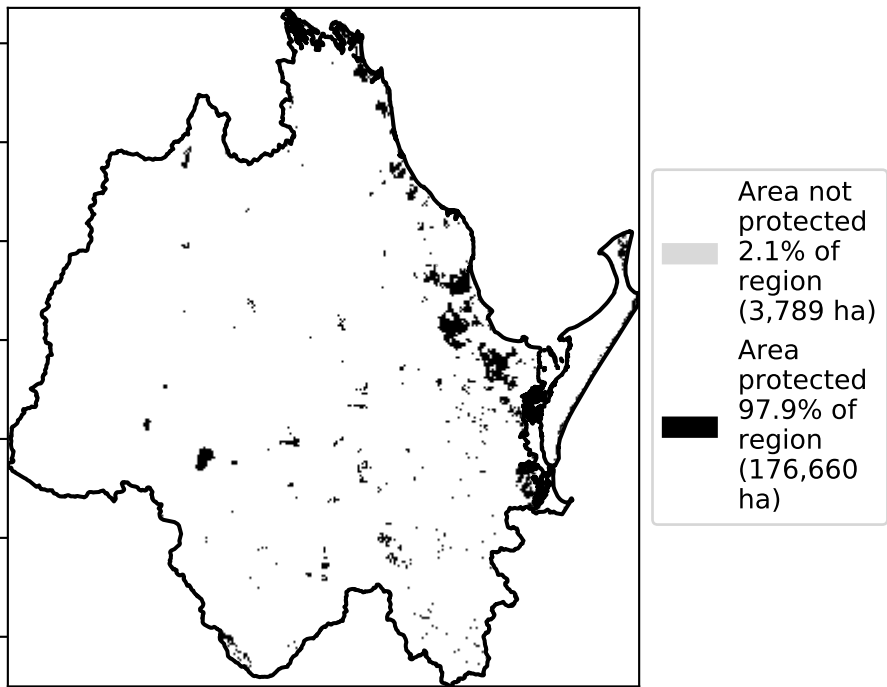 Area not
protected
2.1% of
region
(3,789 ha)
Area
protected
97.9% of
region
(176,660
ha)